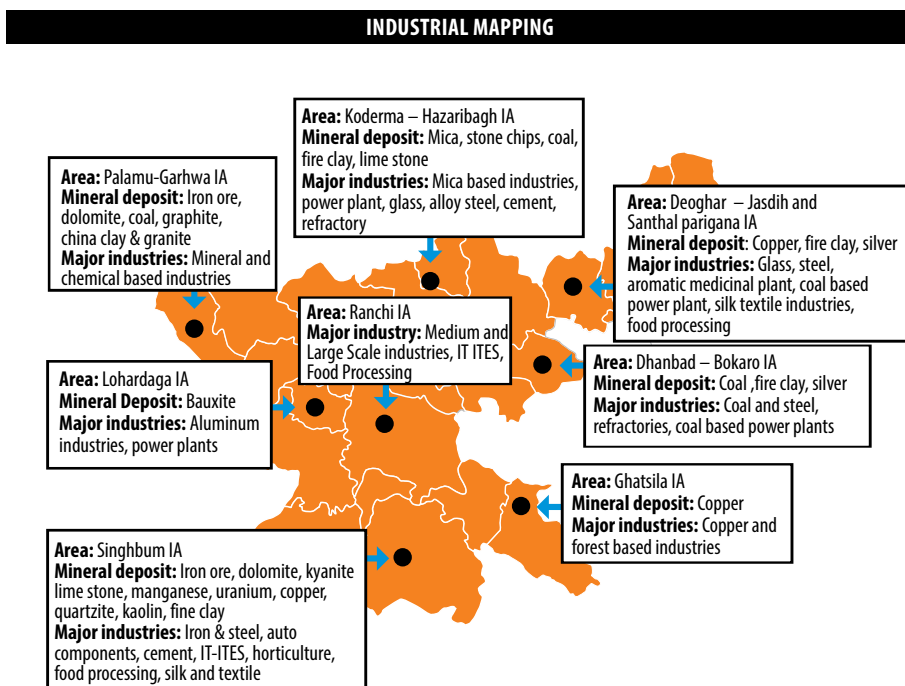 INDUSTRIAL MAPPING
Area: Koderma – Hazaribagh IA
Mineral deposit: Mica, stone chips, coal,
fire clay, lime stone
Major industries: Mica based industries,
power plant, glass, alloy steel, cement,
refractory
Area: Palamu-Garhwa IA
Mineral deposit: Iron ore,
dolomite, coal, graphite,
china clay & granite
Major industries: Mineral and
chemical based industries
Area: Deoghar – Jasdih and
Santhal parigana IA
Mineral deposit: Copper, fire clay, silver
Major industries: Glass, steel,
aromatic medicinal plant, coal based
power plant, silk textile industries,
food processing
Area: Ranchi IA
Major industry: Medium and
Large Scale industries, IT ITES,
Food Processing
Area: Dhanbad – Bokaro IA
Mineral deposit: Coal ,fire clay, silver
Major industries: Coal and steel,
refractories, coal based power plants
Area: Lohardaga IA
Mineral Deposit: Bauxite
Major industries: Aluminum
industries, power plants
Area: Ghatsila IA
Mineral deposit: Copper
Major industries: Copper and
forest based industries
Area: Singhbum IA
Mineral deposit: Iron ore, dolomite, kyanite
lime stone, manganese, uranium, copper,
quartzite, kaolin, fine clay
Major industries: Iron & steel, auto
components, cement, IT-ITES, horticulture,
food processing, silk and textile